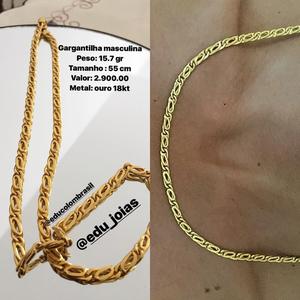 Gargantilha masculina
Peso: 15.7 gr
Tamanho : 55 cm
Valor: 2.900.00
Metal: ouro 18kt
@educolombrasil
@edu_joias